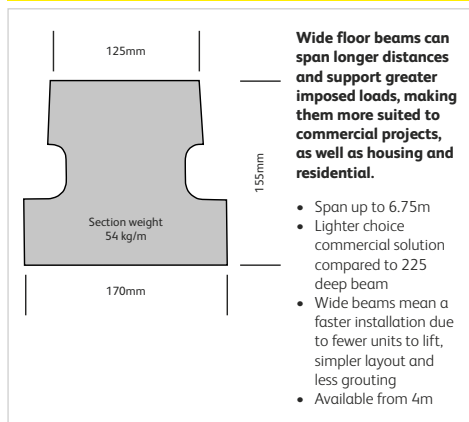 125mm
155mm
Section weight
54 kg/m
170mm
Wide floor beams can
span longer distances
and support greater
imposed loads, making
them more suited to
commercial projects,
as well as housing and
residential.
• Span up to 6.75m
• Lighter choice
commercial solution
compared to 225
deep beam
• Wide beams mean a
faster installation due
to fewer units to lift,
simpler layout and
less grouting
• Available from 4m